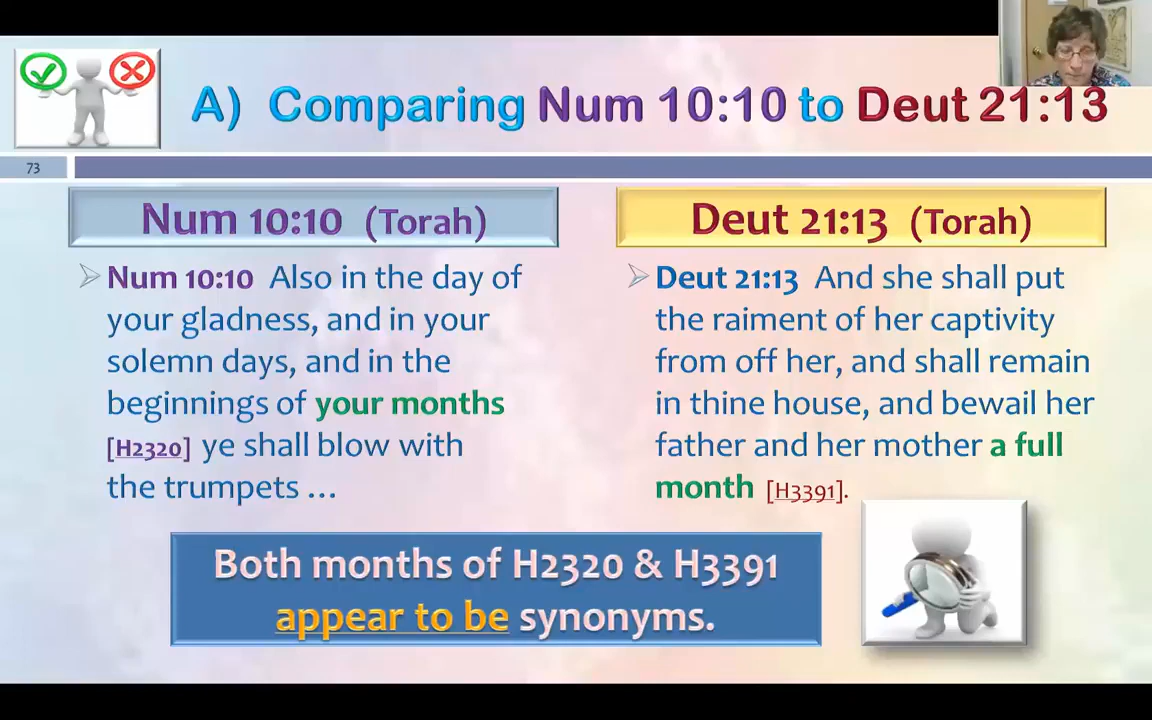 A) Comparing Num 10:10 to Deut 21:13
73
Num 10:10 (Torah)
Num 10:10 Also in the day of
your gladness, and in your
solemn days, and in the
beginnings of your months
[H2320] ye shall blow with
the trumpets ...
Deut 21:13 (Torah)
Deut 21:13 And she shall put
the raiment of her captivity
from off her, and shall remain
in thine house, and bewail her
father and her mother a full
month [H3391].
Both months of H2320 & H3391
appear to be synonyms.